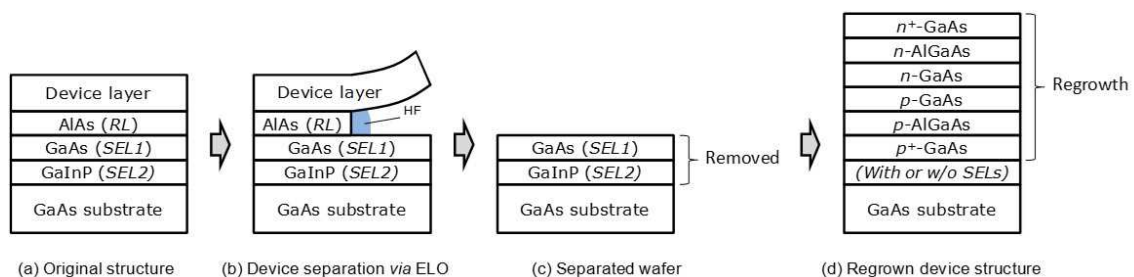 Device layer
AlAs (RL)
GaAs (SEL1)
GaInP (SEL2)
GaAs substrate
(a) Original structure
Device layer
HF
AlAs (RL)
GaAs (SEL1)
GaInP (SEL2)
GaAs substrate
(b) Device separation via ELO
GaAs (SEL1)
GaInP (SEL2)
Removed
GaAs substrate
(c) Separated wafer
n⁺-GaAs
n-AlGaAs
n-GaAs
p-GaAs
p-AlGaAs
p⁺-GaAs
Regrowth
(With or w/o SELs)
GaAs substrate
(d) Regrown device structure